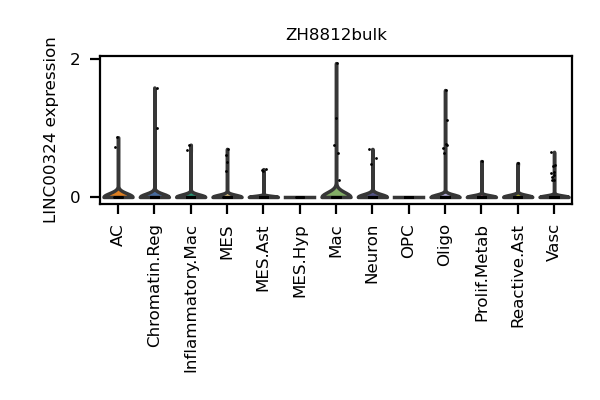 ZH8812bulk
LINC00324 expression
2
0
AC
Chromatin.Reg
Inflammatory.Mac
MES
MES.Ast
MES.Hyp
Mac
Neuron
OPC
Oligo
Prolif.Metab
Reactive.Ast
Vasc